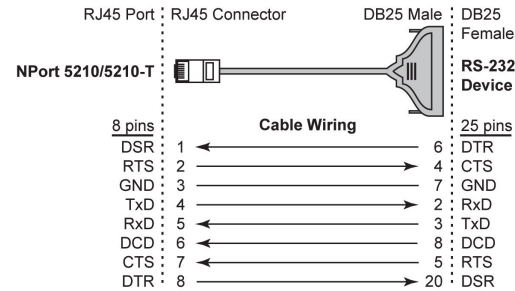 RJ45 Port RJ45 Connector DB25 Male DB25 Female
NPort 5210/5210-T RS-232 Device
Cable Wiring
8 pins 25 pins
DSR 1 6 DTR
RTS 2 4 CTS
GND 3 7 GND
TxD 4 2 RxD
RxD 5 3 TxD
DCD 6 8 DCD
CTS 7 5 RTS
DTR 8 20 DSR